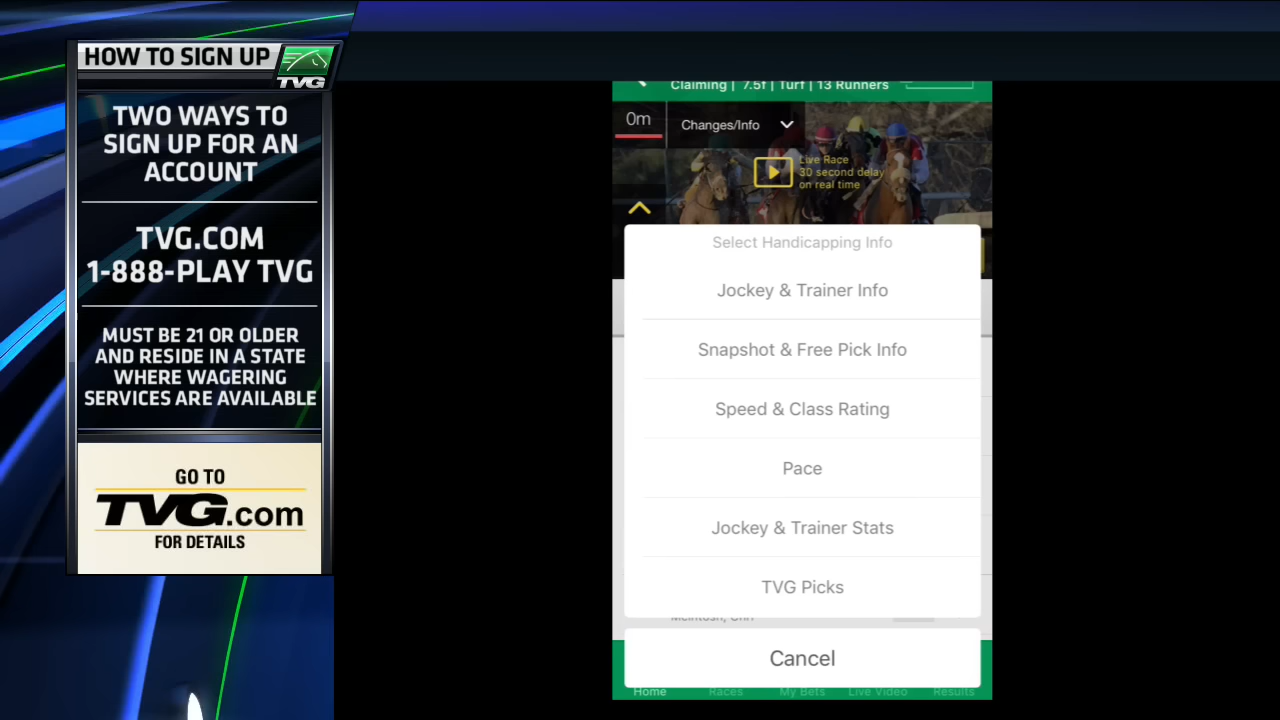 HOW TO SIGN UP
TVG
TWO WAYS TO
SIGN UP FOR AN
ACCOUNT
TVG.COM
1-888-PLAY TVG
MUST BE 21 OR OLDER
AND RESIDE IN A STATE
WHERE WAGERING
SERVICES ARE AVAILABLE
GO TO
TVG.com
FOR DETAILS
Claiming | 7.5f | Turf | 13 Runners
0m
Changes/Info
Live Race
30 second delay
on real time
Select Handicapping Info
Jockey & Trainer Info
Snapshot & Free Pick Info
Speed & Class Rating
Pace
Jockey & Trainer Stats
TVG Picks
Cancel
Home Races My Bets Live Video Results